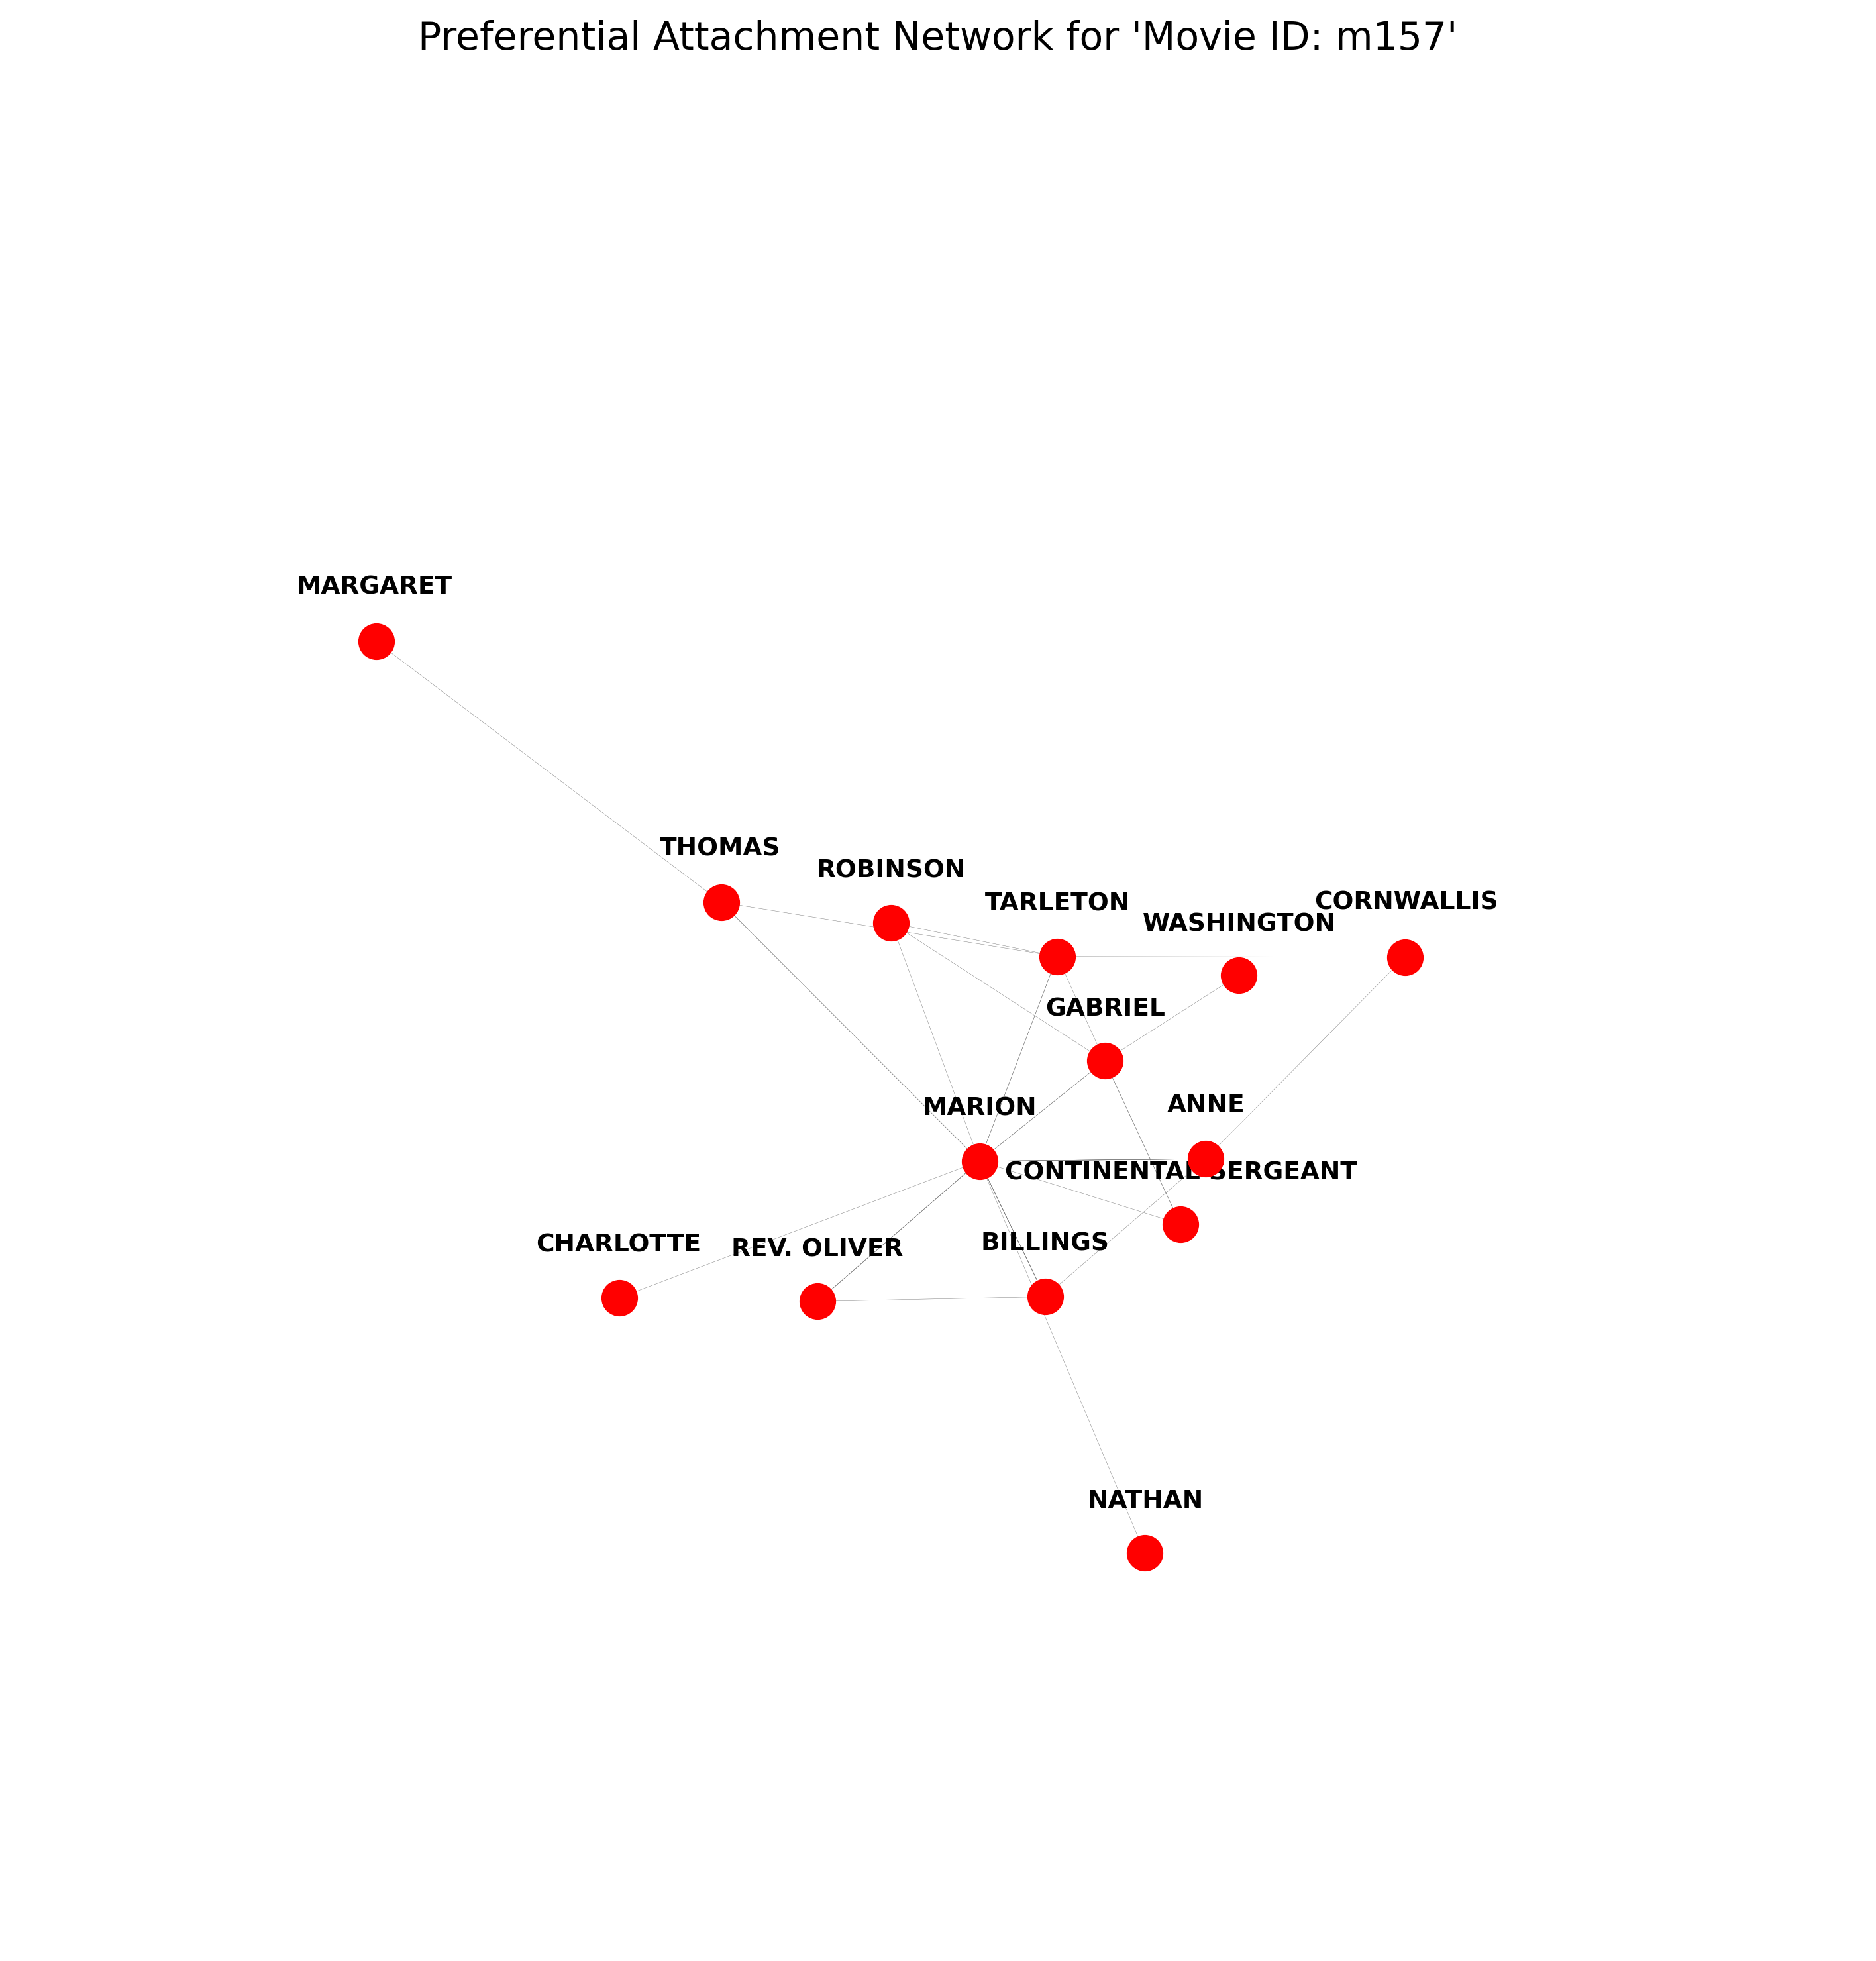 Preferential Attachment Network for 'Movie ID: m157'
MARGARET
THOMAS
ROBINSON
TARLETON
CORNWALLIS
WASHINGTON
GABRIEL
MARION
ANNE
CONTINENTAL SERGEANT
CHARLOTTE
REV. OLIVER
BILLINGS
NATHAN